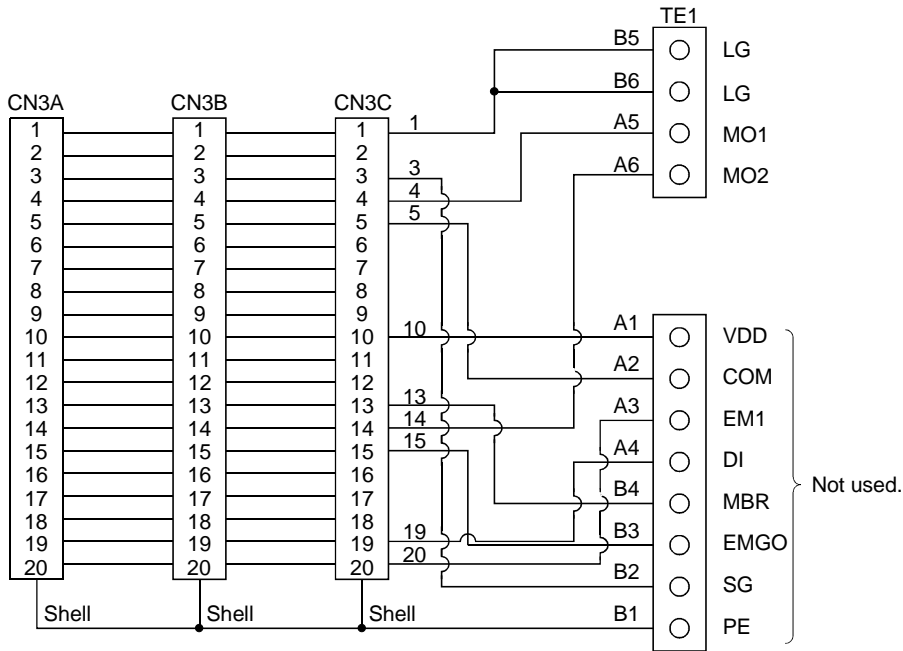 TE1
B5 LG
B6 LG
A5 MO1
A6 MO2
CN3A CN3B CN3C
1 1 1 1
2 2 2
3 3 3 3
4 4 4 4
5 5 5 5
6 6 6
7 7 7
8 8 8
9 9 9
10 10 10 10
11 11 11
12 12 12
13 13 13 13
14 14 14 14
15 15 15 15
16 16 16
17 17 17
18 18 18
19 19 19 19
20 20 20 20
Shell Shell Shell
A1 VDD
A2 COM
A3 EM1
A4 DI
B4 MBR
B3 EMGO
B2 SG
B1 PE
Not used.